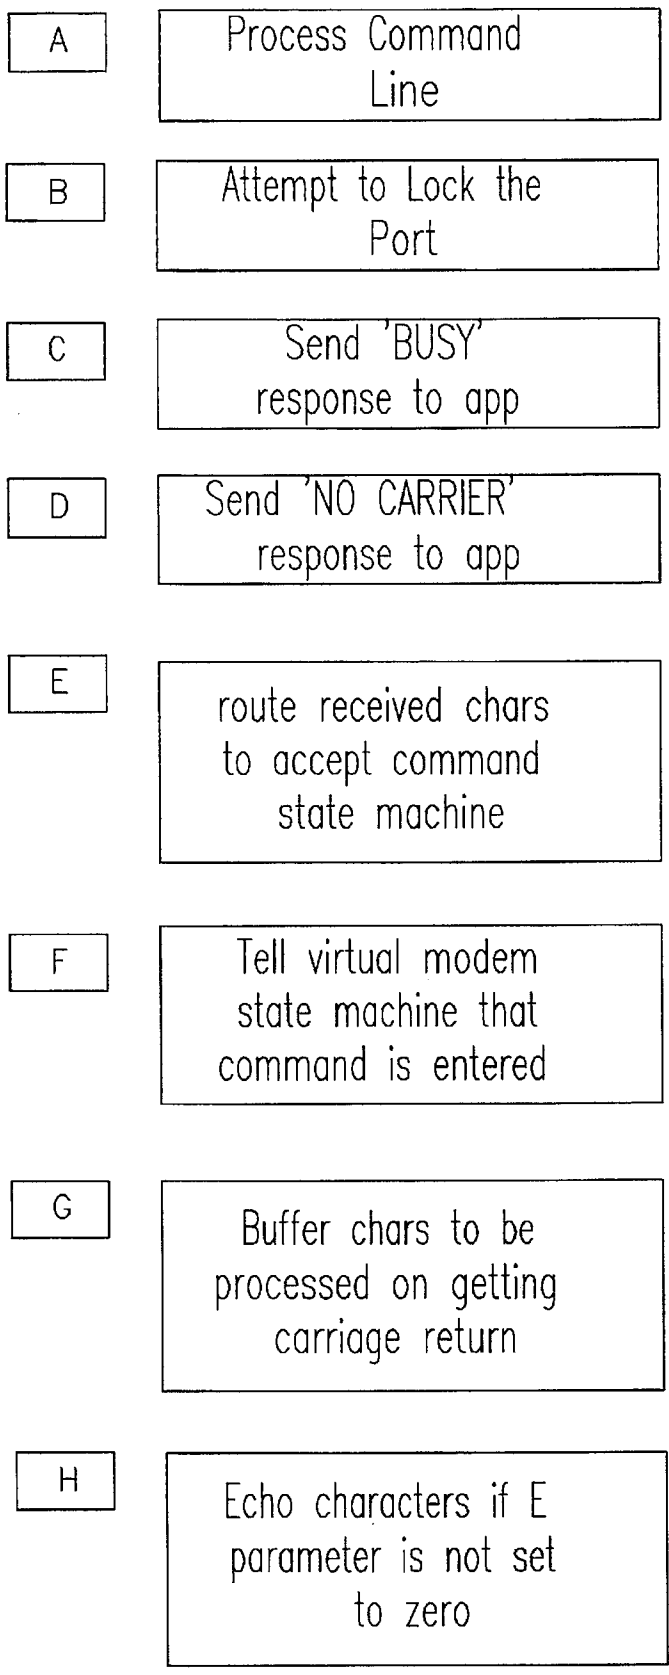 A
Process Command
Line
B
Attempt to Lock the
Port
C
Send 'BUSY'
response to app
D
Send 'NO CARRIER'
response to app
E
route received chars
to accept command
state machine
F
Tell virtual modem
state machine that
command is entered
G
Buffer chars to be
processed on getting
carriage return
H
Echo characters if E
parameter is not set
to zero